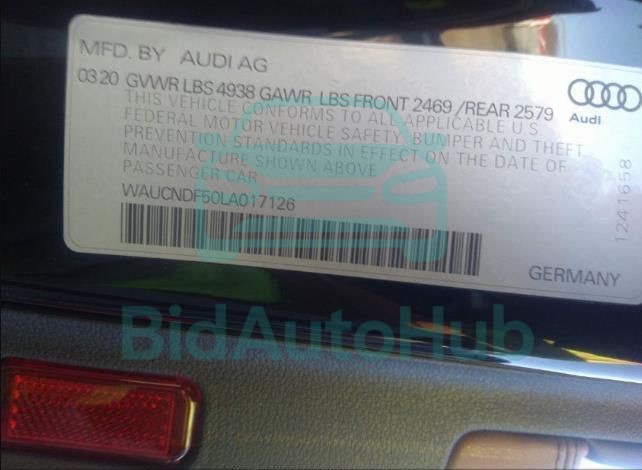 MFD. BY AUDI AG
03.20 GVWR LBS 4938 GAWR LBS FRONT 2469 /REAR 2579
THIS VEHICLE CONFORMS TO ALL APPLICABLE U S
FEDERAL MOTOR VEHICLE SAFETY, BUMPER AND THEFT
PREVENTION STANDARDS IN EFFECT ON THE DATE OF
MANUFACTURE SHOWN ABOVE
PASSENGER CAR
WAUCNDF50LA017126
Audi
1241658
GERMANY
BidAutoHub